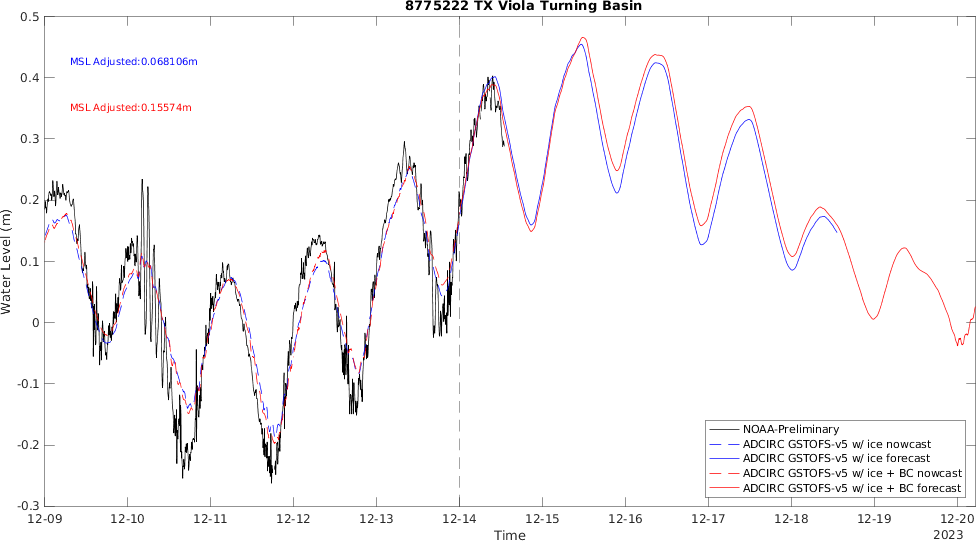 8775222 TX Viola Turning Basin
MSL Adjusted:0.068106m
MSL Adjusted:0.15574m
Water Level (m)
0.5
0.4
0.3
0.2
0.1
0
-0.1
-0.2
-0.3
12-09 12-10 12-11 12-12 12-13 12-14 12-15 12-16 12-17 12-18 12-19 12-20
Time
2023
NOAA-Preliminary
ADCIRC GSTOFS-v5 w/ ice nowcast
ADCIRC GSTOFS-v5 w/ ice forecast
ADCIRC GSTOFS-v5 w/ ice + BC nowcast
ADCIRC GSTOFS-v5 w/ ice + BC forecast